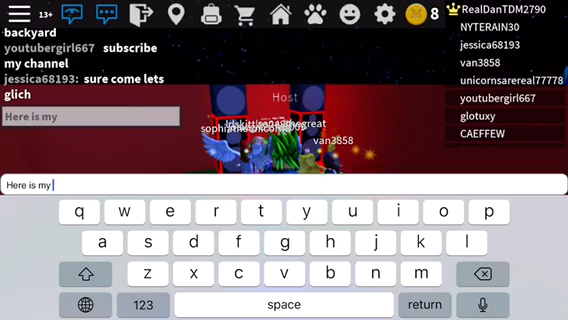 13+
8
RealDanTDM2790
NYTERAIN30
jessica68193
van3858
unicornsarereal77778
youtubergirl667
glotuxy
CAEFFEW
backyard
youtubergirl667 subscribe
my channel
jessica68193: sure come lets
glich
Here is my
Host
van3858
Here is my
q w e r t y u i o p
a s d f g h j k l
z x c v b n m
123 space return